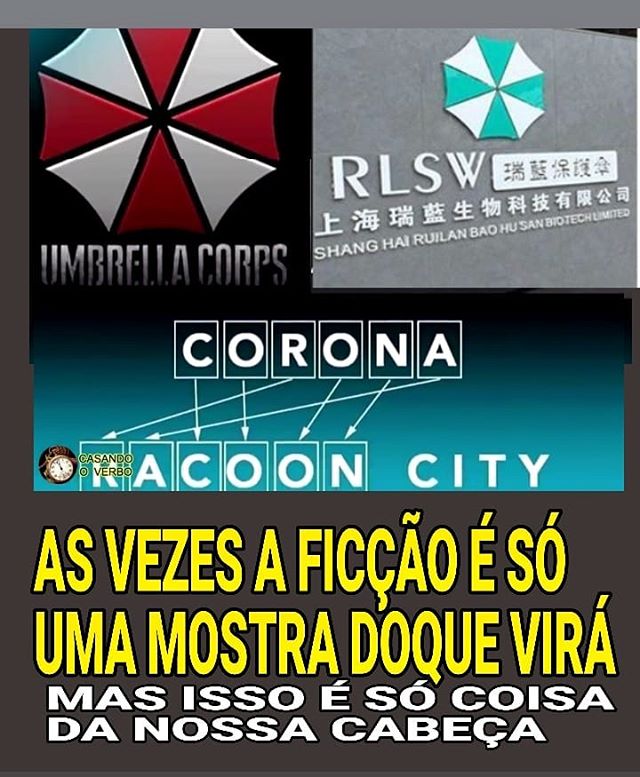 UMBRELLA CORPS
RLSW 瑞藍保護傘
上海瑞藍生物科技有限公司
SHANG HAI RUILAN BAO HU SAN BIOTECH LIMITED
CORONA
RACOON CITY
CASANDO
O VERBO
AS VEZES A FICÇÃO É SÓ
UMA MOSTRA DOQUE VIRÁ
MAS ISSO É SÓ COISA
DA NOSSA CABEÇA